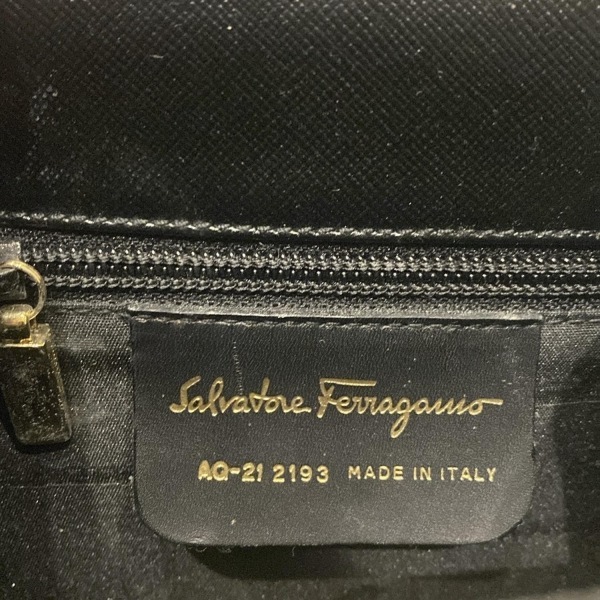 Salvatore Ferragamo
AQ-21 2193 MADE IN ITALY